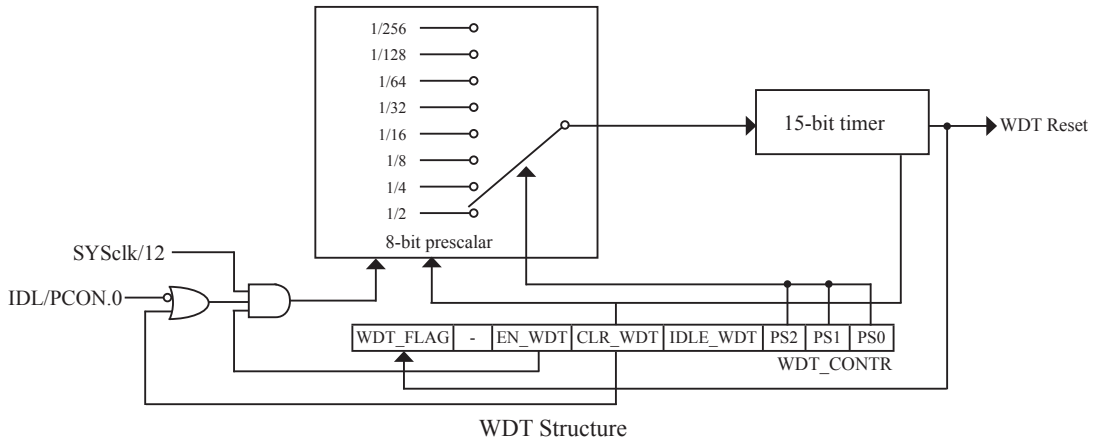 1/256
1/128
1/64
1/32
1/16
1/8
1/4
1/2
8-bit prescalar
15-bit timer
WDT Reset
SYSclk/12
IDL/PCON.0
WDT_FLAG - EN_WDT CLR_WDT IDLE_WDT PS2 PS1 PS0
WDT_CONTR
WDT Structure